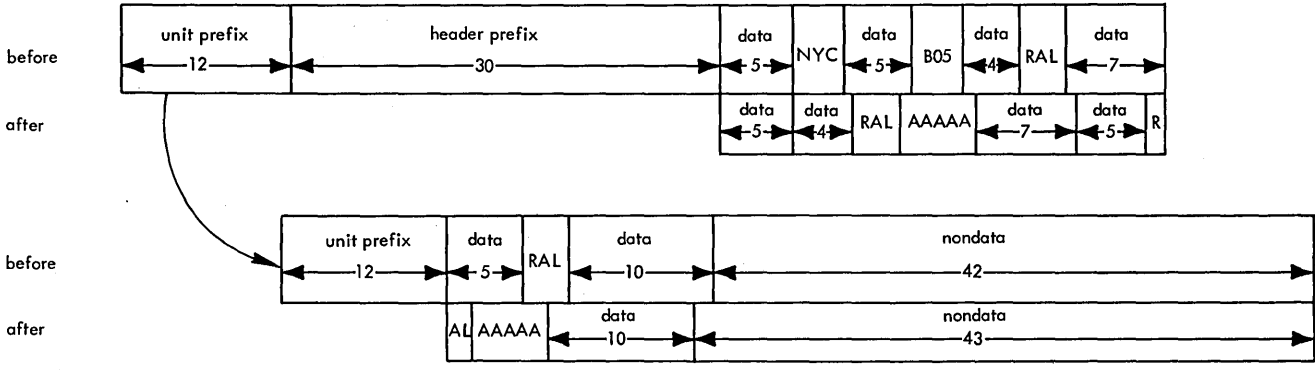 unit prefix header prefix data data data data
before 12 30 5 NYC 5 B05 4 RAL 7
data data data data
after 5 4 RAL AAAAA 7 5 R
unit prefix data data nondata
before 12 5 RAL 10 42
data nondata
after AL AAAAA 10 43